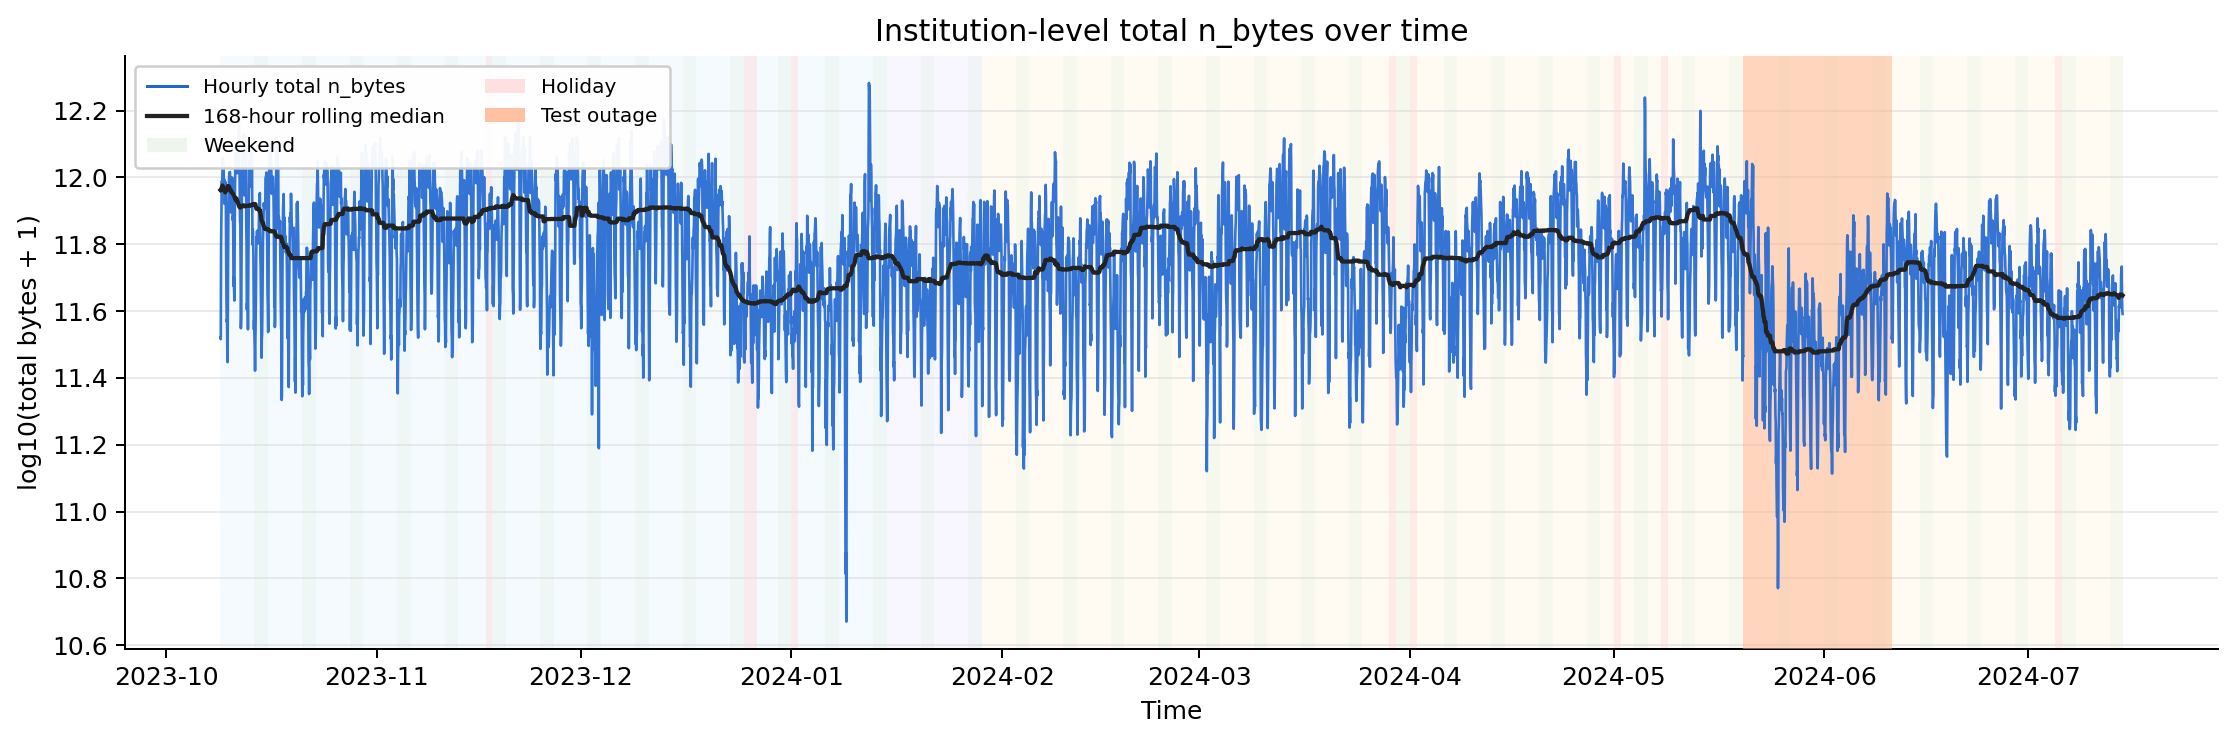 Institution-level total n_bytes over time
Hourly total n_bytes
168-hour rolling median
Weekend
Holiday
Test outage
log10(total bytes + 1)
12.2
12.0
11.8
11.6
11.4
11.2
11.0
10.8
10.6
2023-10
2023-11
2023-12
2024-01
2024-02
2024-03
2024-04
2024-05
2024-06
2024-07
Time